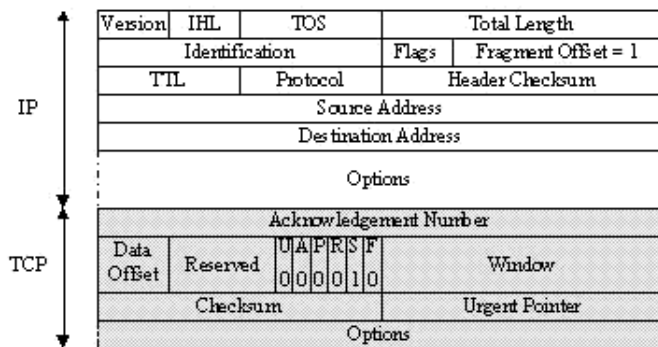 Version IHL TOS Total Length
Identification Flags Fragment Offset = 1
TTL Protocol Header Checksum
IP
Source Address
Destination Address
Options
Acknowledgement Number
TCP
Data Offset Reserved U A P R S F Window
0 0 0 0 1 0
Checksum Urgent Pointer
Options